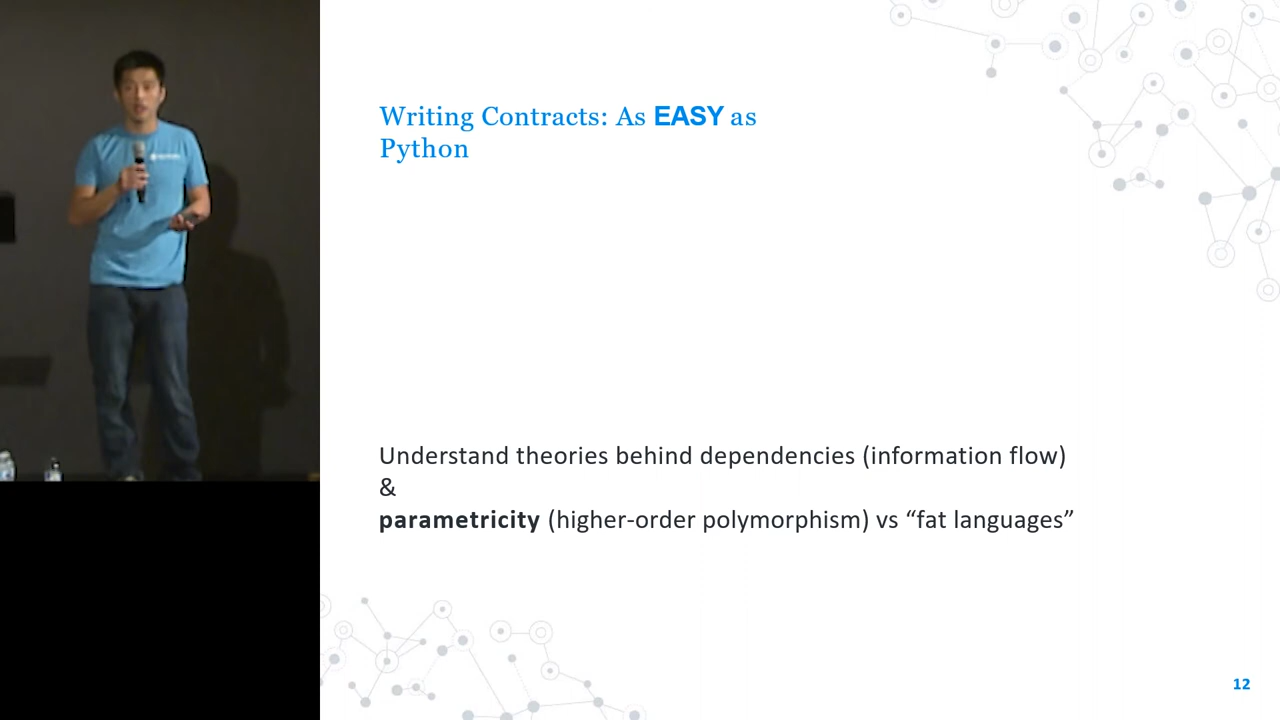 Writing Contracts: As EASY as
Python
Understand theories behind dependencies (information flow)
&
parametricity (higher-order polymorphism) vs “fat languages”
12